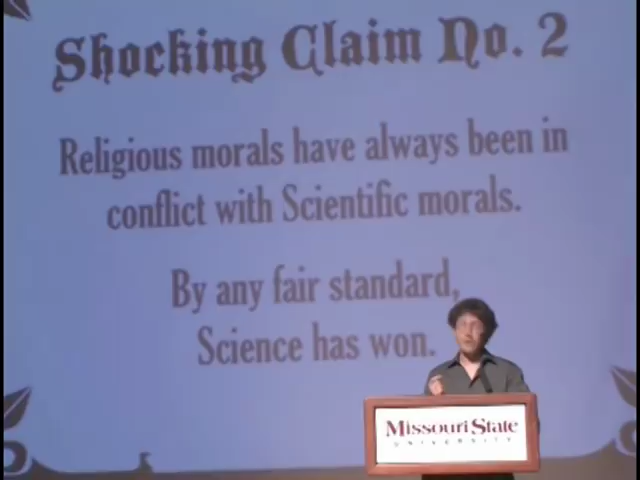 Shocking Claim No. 2
Religious morals have always been in
conflict with Scientific morals.
By any fair standard,
Science has won.
Missouri State
UNIVERSITY